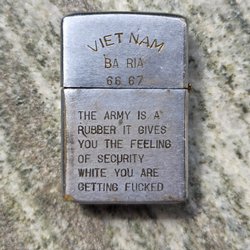 VIET NAM
BA RIA
66 67
THE ARMY IS A
RUBBER IT GIVES
YOU THE FEELING
OF SECURITY
WHITE YOU ARE
GETTING FUCKED